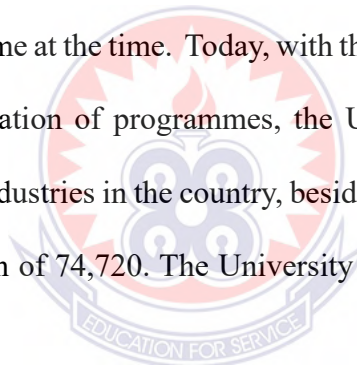 me at the time. Today, with th
ation of programmes, the U
ndustries in the country, besid
n of 74,720. The University
EDUCATION FOR SERVICE